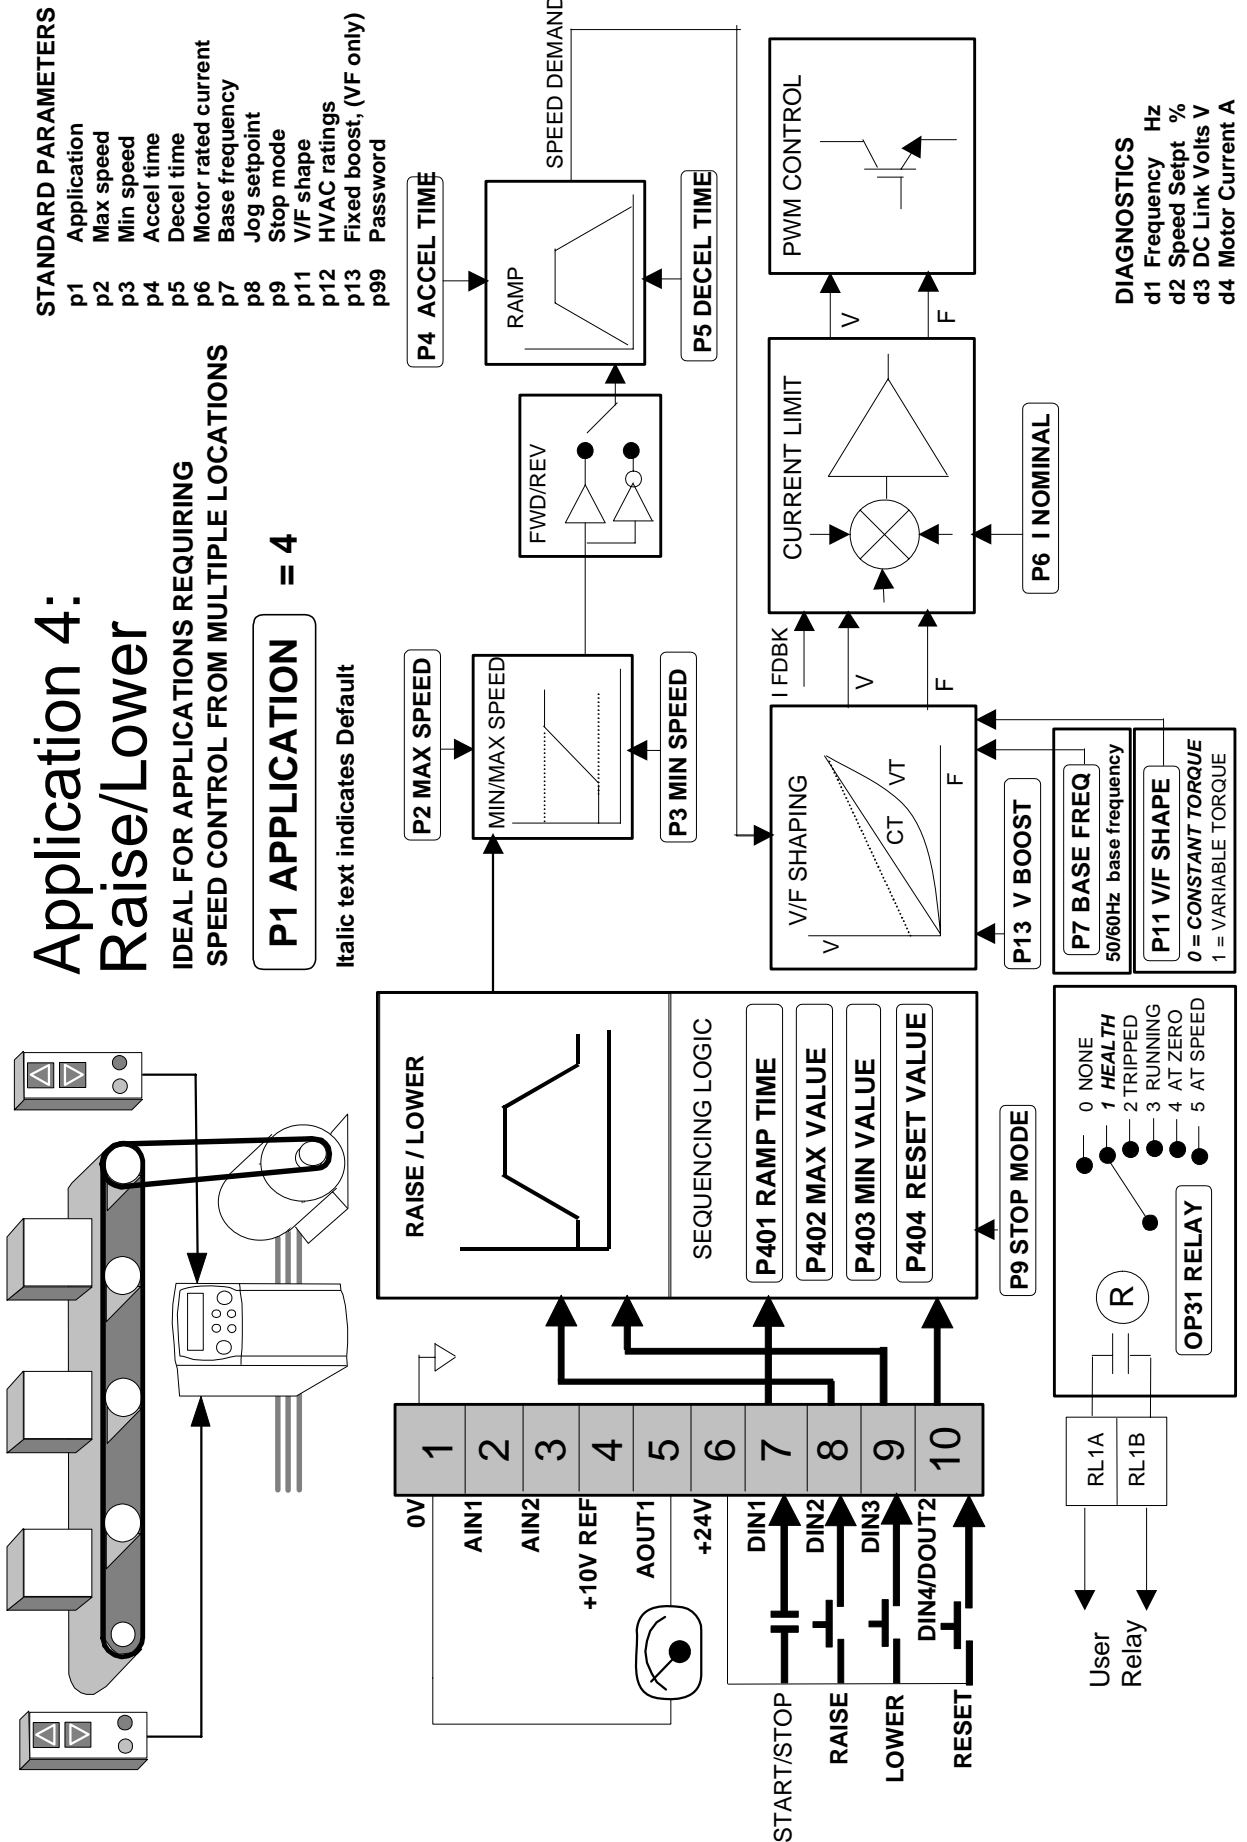 Application 4:
Raise/Lower
IDEAL FOR APPLICATIONS REQUIRING
SPEED CONTROL FROM MULTIPLE LOCATIONS
P1 APPLICATION = 4
Italic text indicates Default
STANDARD PARAMETERS
p1 Application
p2 Max speed
p3 Min speed
p4 Accel time
p5 Decel time
p6 Motor rated current
p7 Base frequency
p8 Jog setpoint
p9 Stop mode
p11 V/F shape
p12 HVAC ratings
p13 Fixed boost, (VF only)
p99 Password
0V
AIN1
AIN2
+10V REF
AOUT1
+24V
DIN1
DIN2
DIN3
DIN4/DOUT2
1
2
3
4
5
6
7
8
9
10
START/STOP
RAISE
LOWER
RESET
RAISE / LOWER
SEQUENCING LOGIC
P401 RAMP TIME
P402 MAX VALUE
P403 MIN VALUE
P404 RESET VALUE
P9 STOP MODE
P2 MAX SPEED
MIN/MAX SPEED
P3 MIN SPEED
FWD/REV
P4 ACCEL TIME
RAMP
P5 DECEL TIME
SPEED DEMAND
V/F SHAPING
V
CT
VT
F
P13 V BOOST
P7 BASE FREQ
50/60Hz base frequency
P11 V/F SHAPE
0 = CONSTANT TORQUE
1 = VARIABLE TORQUE
I FDBK
V
F
CURRENT LIMIT
P6 I NOMINAL
V
F
PWM CONTROL
User
Relay
RL1A
RL1B
R
OP31 RELAY
0 NONE
1 HEALTH
2 TRIPPED
3 RUNNING
4 AT ZERO
5 AT SPEED
DIAGNOSTICS
d1 Frequency Hz
d2 Speed Setpt %
d3 DC Link Volts V
d4 Motor Current A